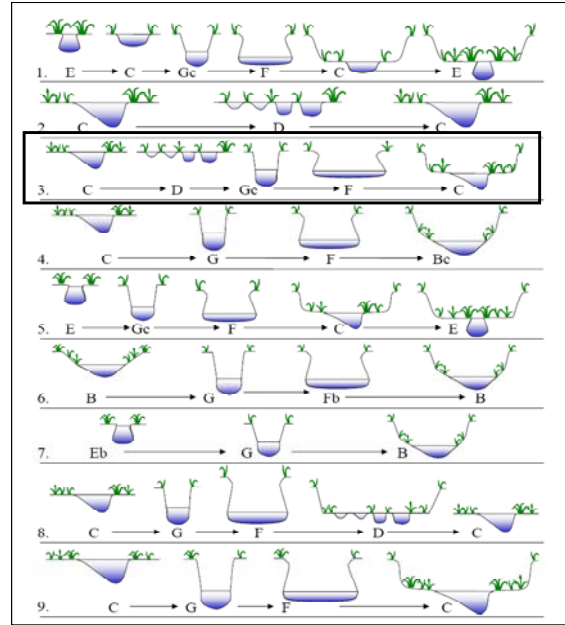 1. E C Gc F C E
2. C D C
3. C D Gc F C
4. C G F Bc
5. E Gc F C E
6. B G Fb B
7. Eb G B
8. C G F D C
9. C G F C